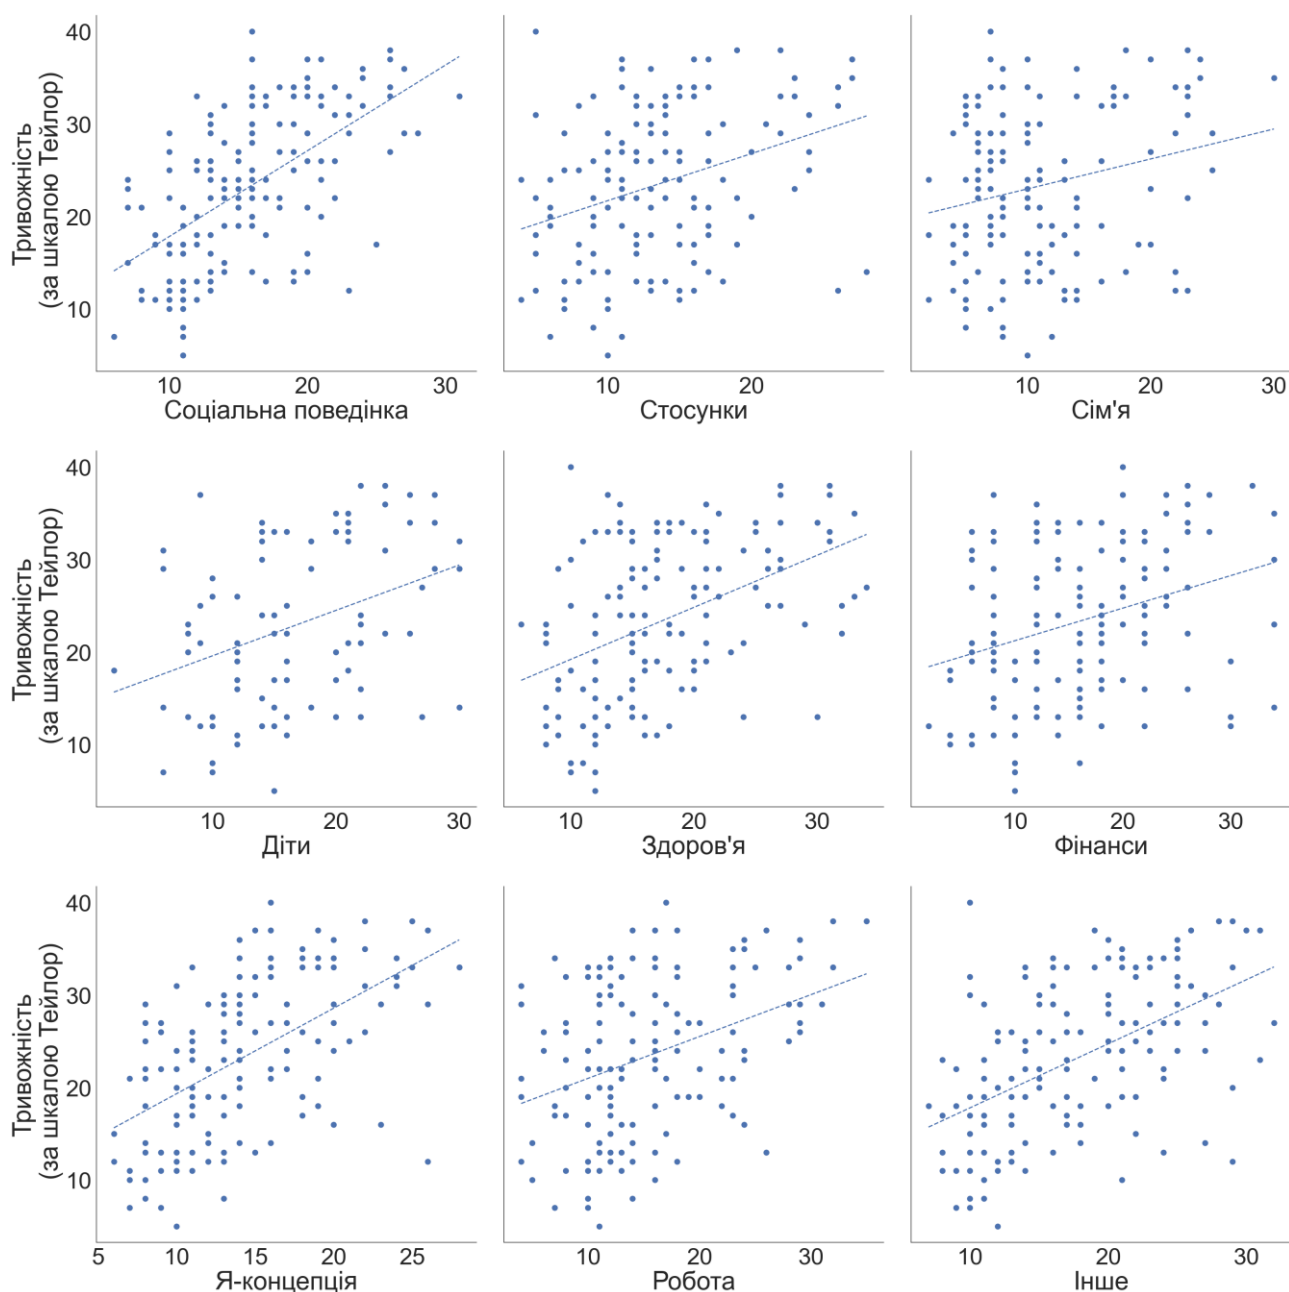 Тривожність
(за шкалою Тейлор)
40
30
20
10
10 20 30
Соціальна поведінка
10 20
Стосунки
10 20 30
Сім'я
Тривожність
(за шкалою Тейлор)
40
30
20
10
10 20 30
Діти
10 20 30
Здоров'я
10 20 30
Фінанси
Тривожність
(за шкалою Тейлор)
40
30
20
10
5 10 15 20 25
Я-концепція
10 20 30
Робота
10 20 30
Інше